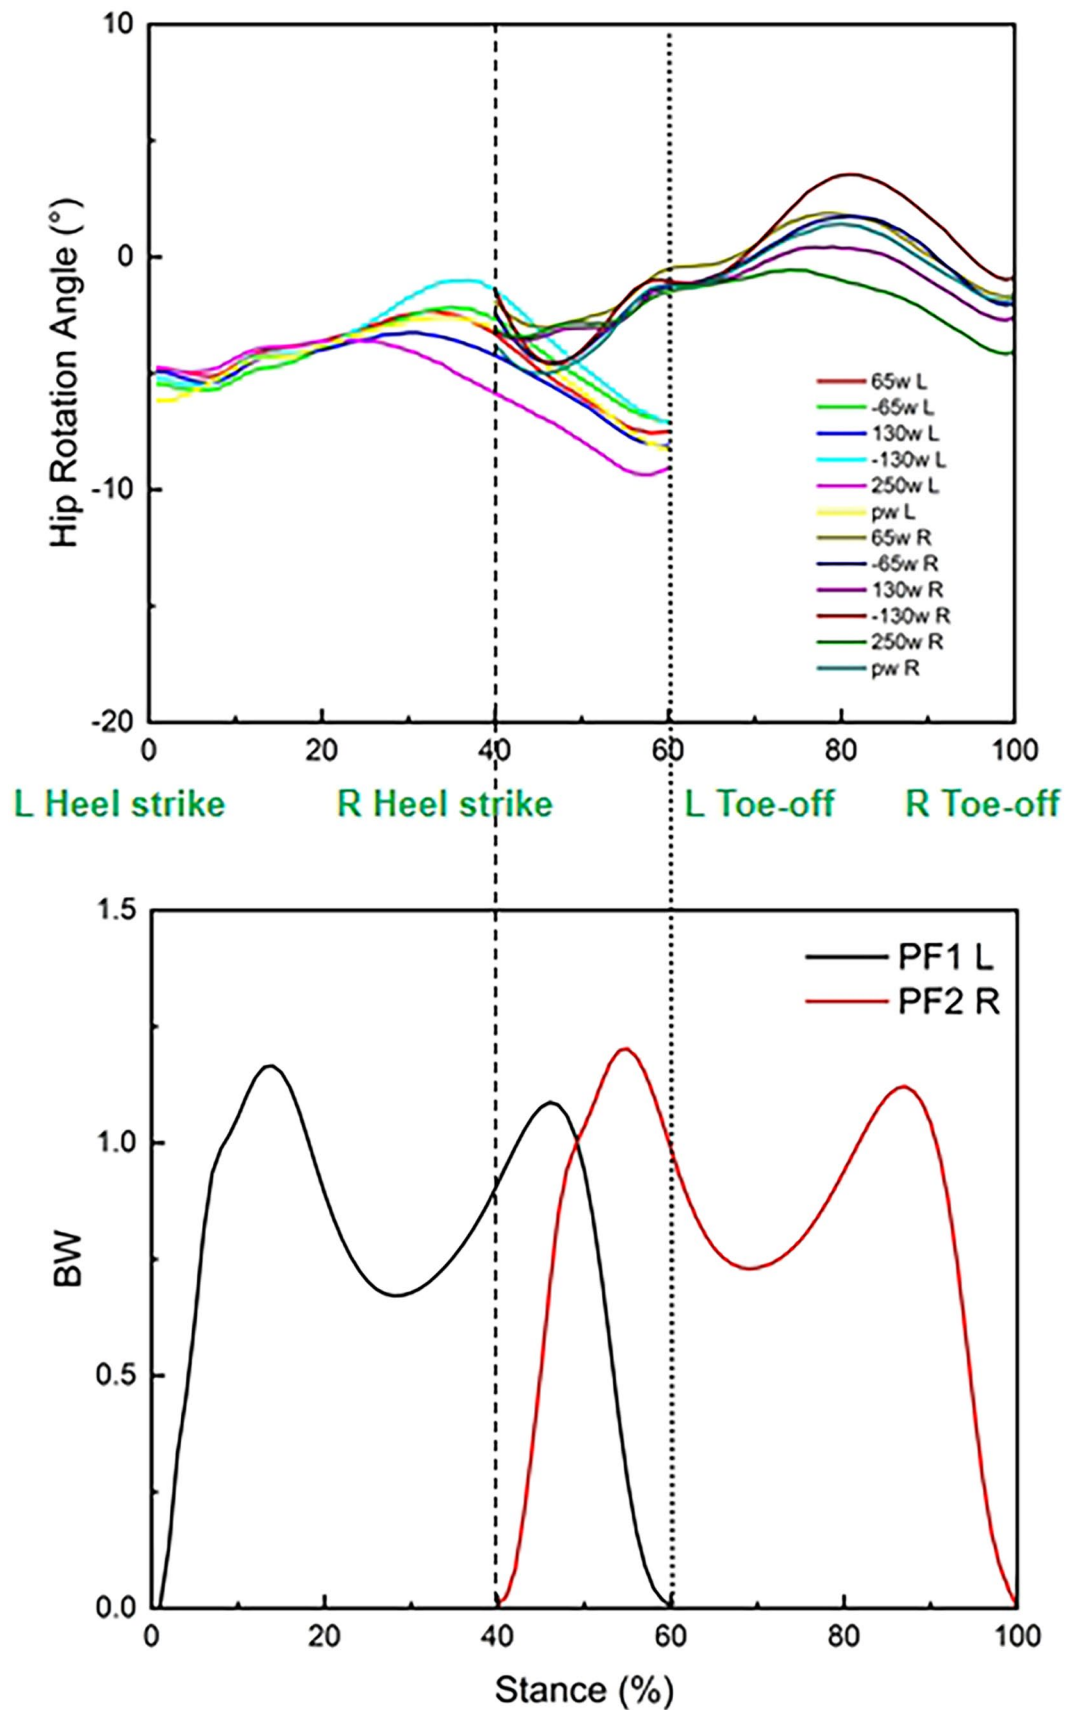 10
0
-10
-20
Hip Rotation Angle (°)
65w L
-65w L
130w L
-130w L
250w L
pw L
65w R
-65w R
130w R
-130w R
250w R
pw R
0 20 40 60 80 100
L Heel strike R Heel strike L Toe-off R Toe-off
1.5
1.0
0.5
0.0
BW
PF1 L
PF2 R
0 20 40 60 80 100
Stance (%)